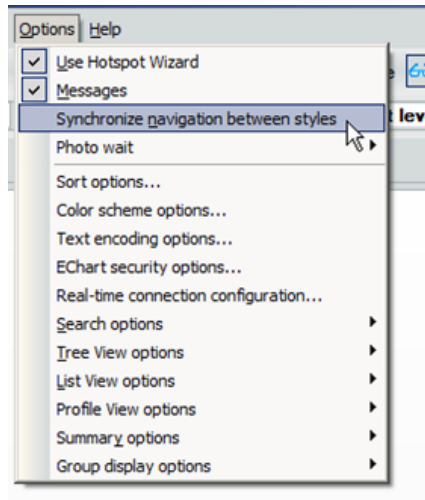 Options Help
Use Hotspot Wizard
Messages
Synchronize navigation between styles
Photo wait
Sort options...
Color scheme options...
Text encoding options...
EChart security options...
Real-time connection configuration...
Search options
Tree View options
List View options
Profile View options
Summary options
Group display options